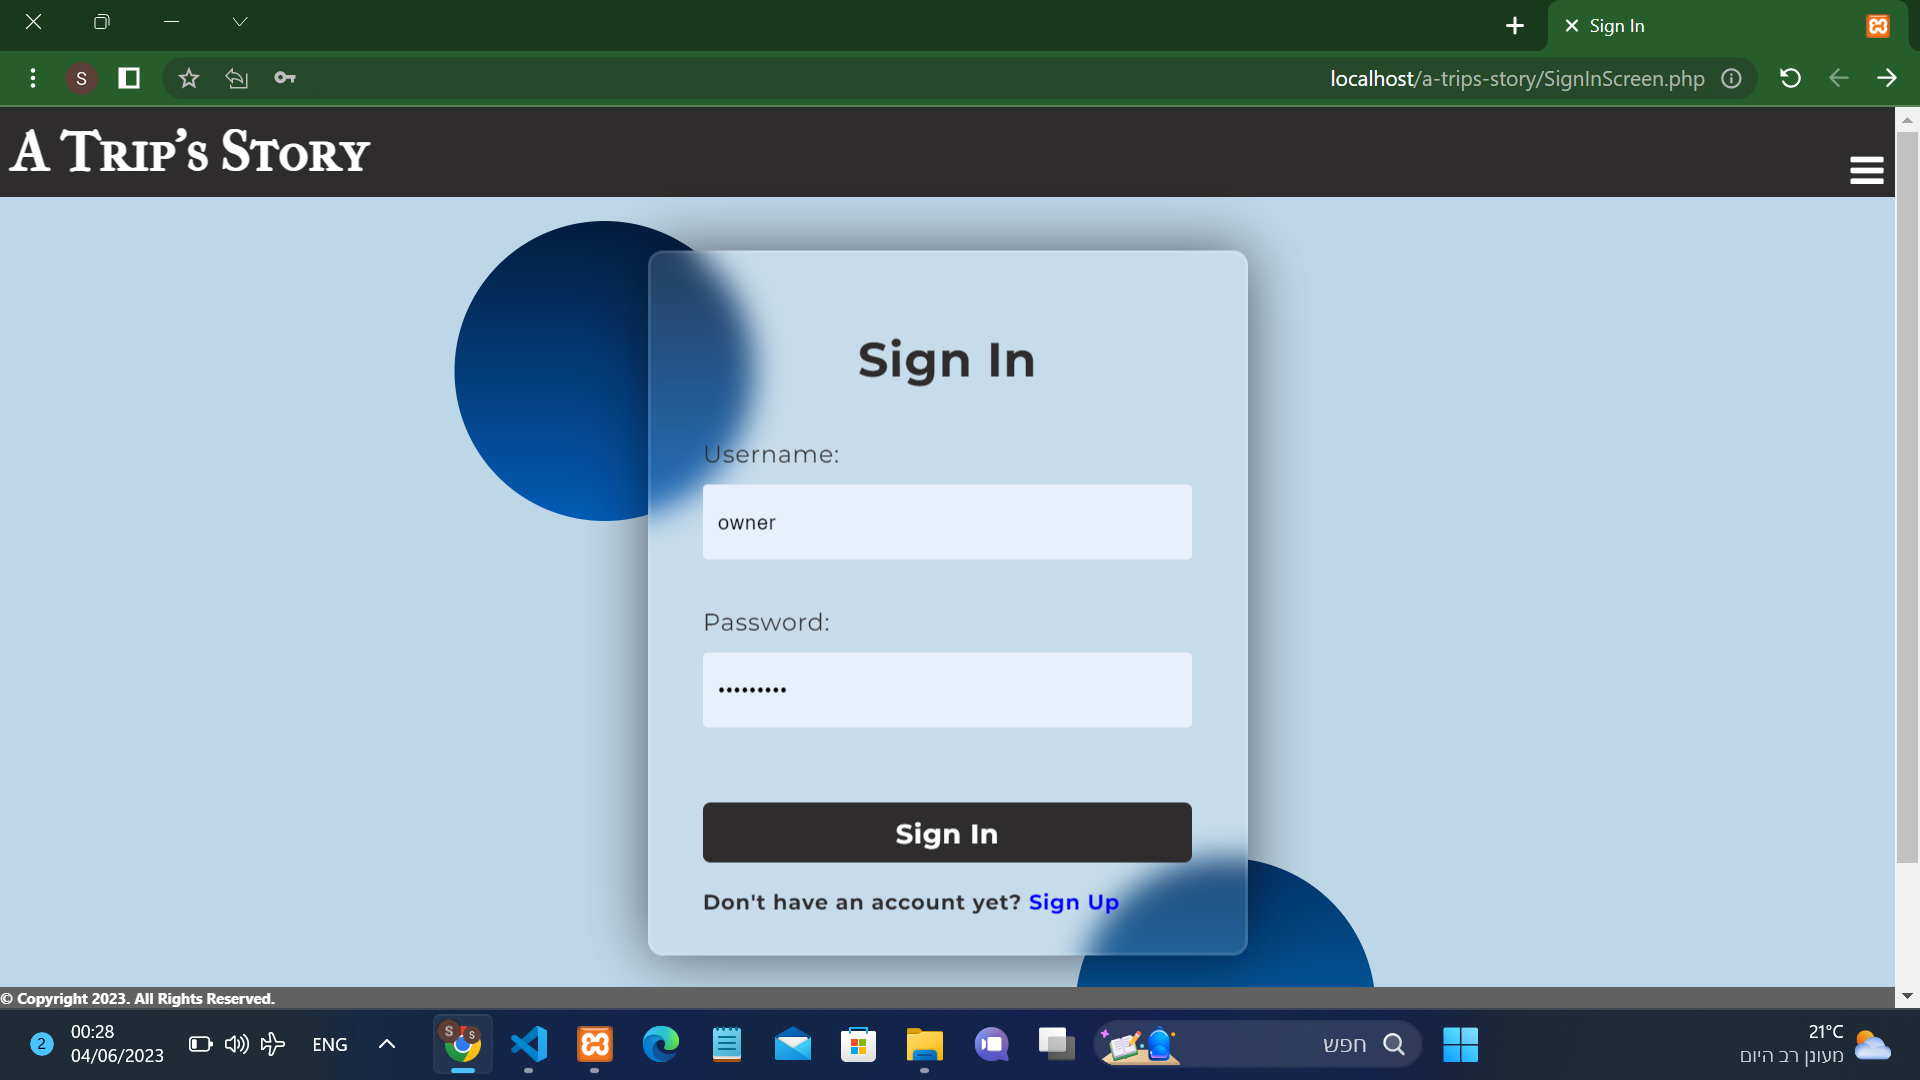 Sign In
localhost/a-trips-story/SignInScreen.php
S
A Trip's Story
Sign In
Username:
owner
Password:
•••••••••
Sign In
Don't have an account yet? Sign Up
© Copyright 2023. All Rights Reserved.
2
00:28
04/06/2023
ENG
S
S
חפש
21°C
מעונן רב היום